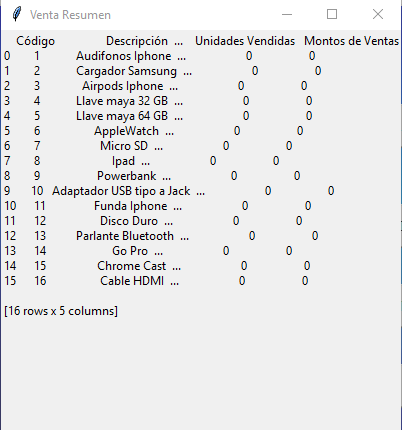 Venta Resumen
Código Descripción ... Unidades Vendidas Montos de Ventas
0 1 Audifonos Iphone ... 0 0
1 2 Cargador Samsung ... 0 0
2 3 Airpods Iphone ... 0 0
3 4 Llave maya 32 GB ... 0 0
4 5 Llave maya 64 GB ... 0 0
5 6 AppleWatch ... 0 0
6 7 Micro SD ... 0 0
7 8 Ipad ... 0 0
8 9 Powerbank ... 0 0
9 10 Adaptador USB tipo a Jack ... 0 0
10 11 Funda Iphone ... 0 0
11 12 Disco Duro ... 0 0
12 13 Parlante Bluetooth ... 0 0
13 14 Go Pro ... 0 0
14 15 Chrome Cast ... 0 0
15 16 Cable HDMI ... 0 0
[16 rows x 5 columns]